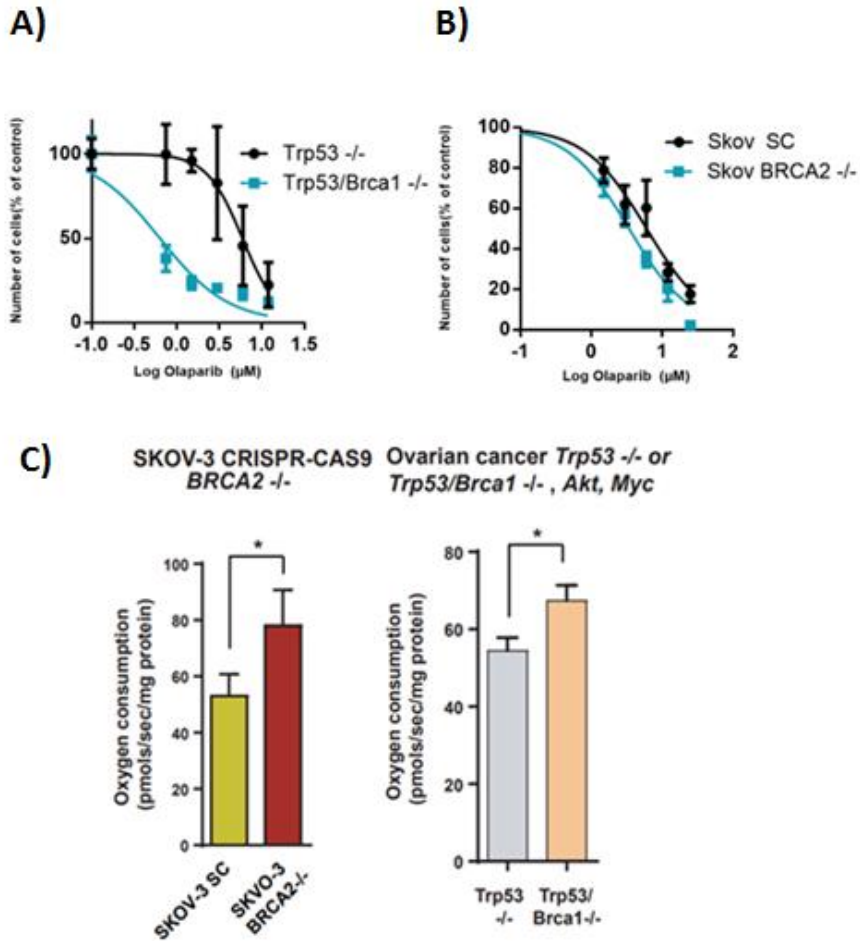 A)
Number of cells(% of control)
100
50
0
-1.0 -0.5 0.0 0.5 1.0 1.5
Log Olaparib (µM)
Trp53 -/-
Trp53/Brca1 -/-
B)
Number of cells(% of control)
100
80
60
40
20
0
-1 0 1 2
Log Olaparib (µM)
Skov SC
Skov BRCA2 -/-
C)
SKOV-3 CRISPR-CAS9
BRCA2 -/-
Oxygen consumption
(pmols/sec/mg protein)
100
80
60
40
20
0
*
SKOV-3 SC
SKVO-3
BRCA2-/-
Ovarian cancer Trp53 -/- or
Trp53/Brca1 -/- , Akt, Myc
Oxygen consumption
(pmols/sec/mg protein)
80
60
40
20
0
*
Trp53
-/-
Trp53/
Brca1-/-